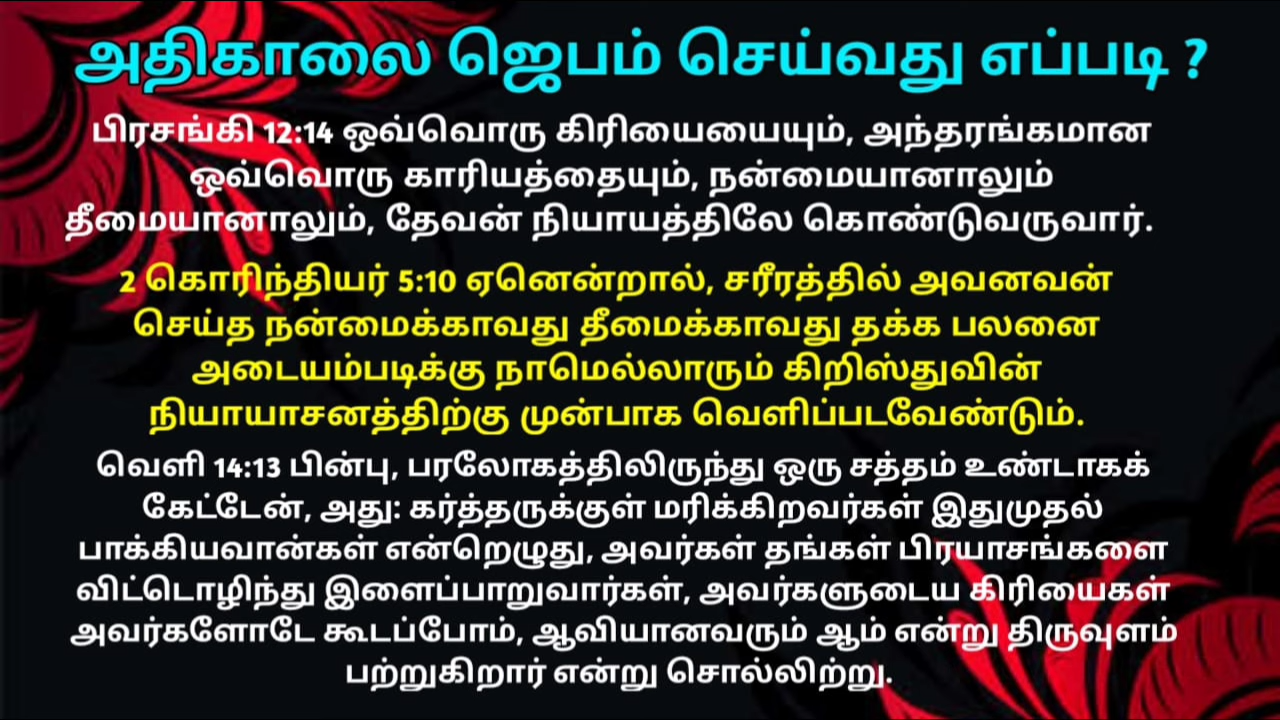 அதிகாலை ஜெபம் செய்வது எப்படி ?
பிரசங்கி 12:14 ஒவ்வொரு கிரியையையும், அந்தரங்கமான
ஒவ்வொரு காரியத்தையும், நன்மையானாலும்
தீமையானாலும், தேவன் நியாயத்திலே கொண்டுவருவார்.
2 கொரிந்தியர் 5:10 ஏனென்றால், சரீரத்தில் அவனவன்
செய்த நன்மைக்காவது தீமைக்காவது தக்க பலனை
அடையம்படிக்கு நாமெல்லாரும் கிறிஸ்துவின்
நியாயாசனத்திற்கு முன்பாக வெளிப்படவேண்டும்.
வெளி 14:13 பின்பு, பரலோகத்திலிருந்து ஒரு சத்தம் உண்டாகக்
கேட்டேன், அது: கர்த்தருக்குள் மரிக்கிறவர்கள் இதுமுதல்
பாக்கியவான்கள் என்றெழுது, அவர்கள் தங்கள் பிரயாசங்களை
விட்டொழிந்து இளைப்பாறுவார்கள், அவர்களுடைய கிரியைகள்
அவர்களோடே கூடப்போம், ஆவியானவரும் ஆம் என்று திருவுளம்
பற்றுகிறார் என்று சொல்லிற்று.